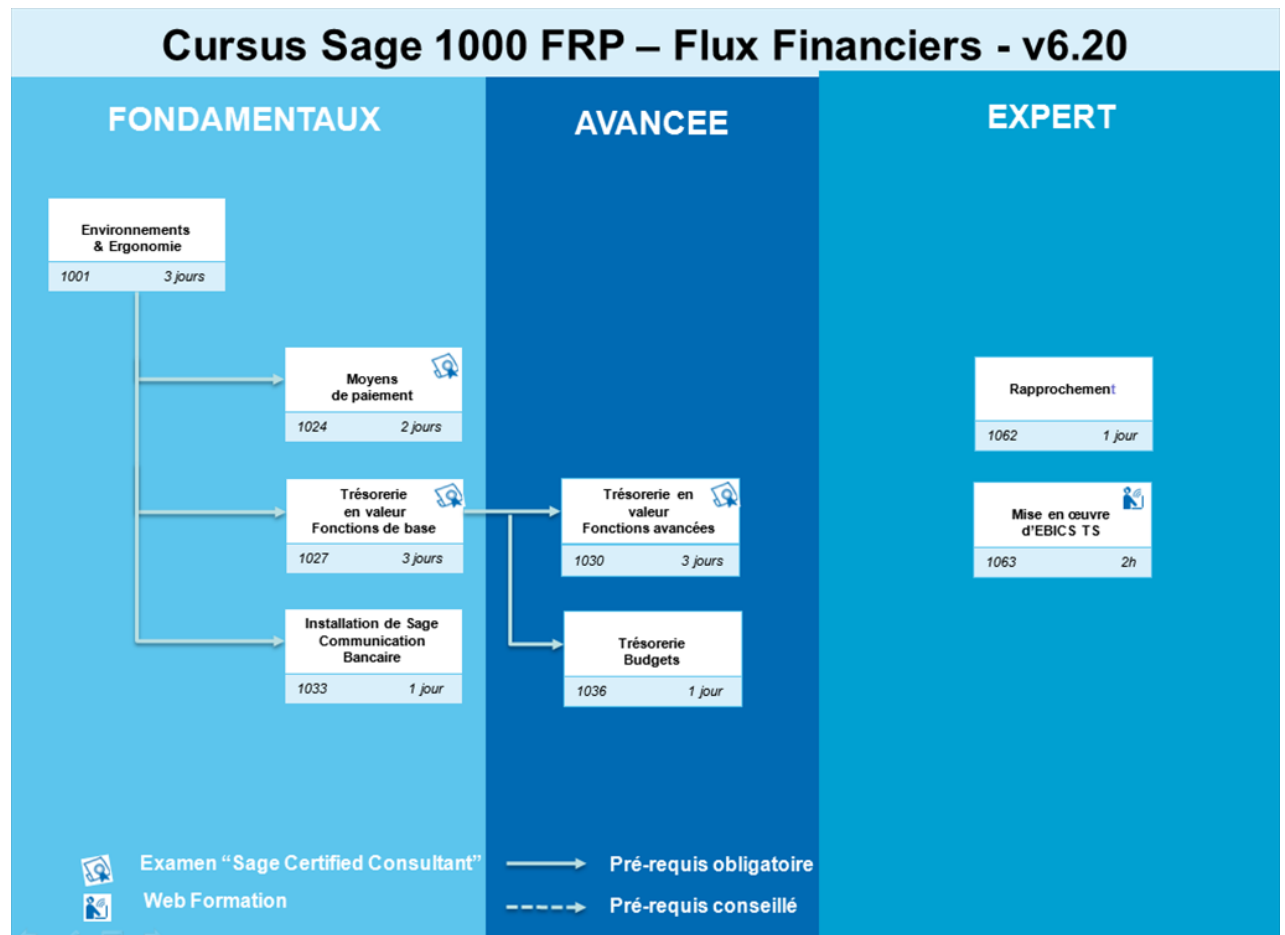 Cursus Sage 1000 FRP – Flux Financiers - v6.20
FONDAMENTAUX
AVANCEE
EXPERT
Environnements
& Ergonomie
1001 3 jours
Moyens
de paiement
1024 2 jours
Rapprochement
1062 1 jour
Trésorerie
en valeur
Fonctions de base
1027 3 jours
Trésorerie en
valeur
Fonctions avancées
1030 3 jours
Mise en œuvre
d'EBICS TS
1063 2h
Installation de Sage
Communication
Bancaire
1033 1 jour
Trésorerie
Budgets
1036 1 jour
Examen “Sage Certified Consultant”
Pré-requis obligatoire
Web Formation
Pré-requis conseillé